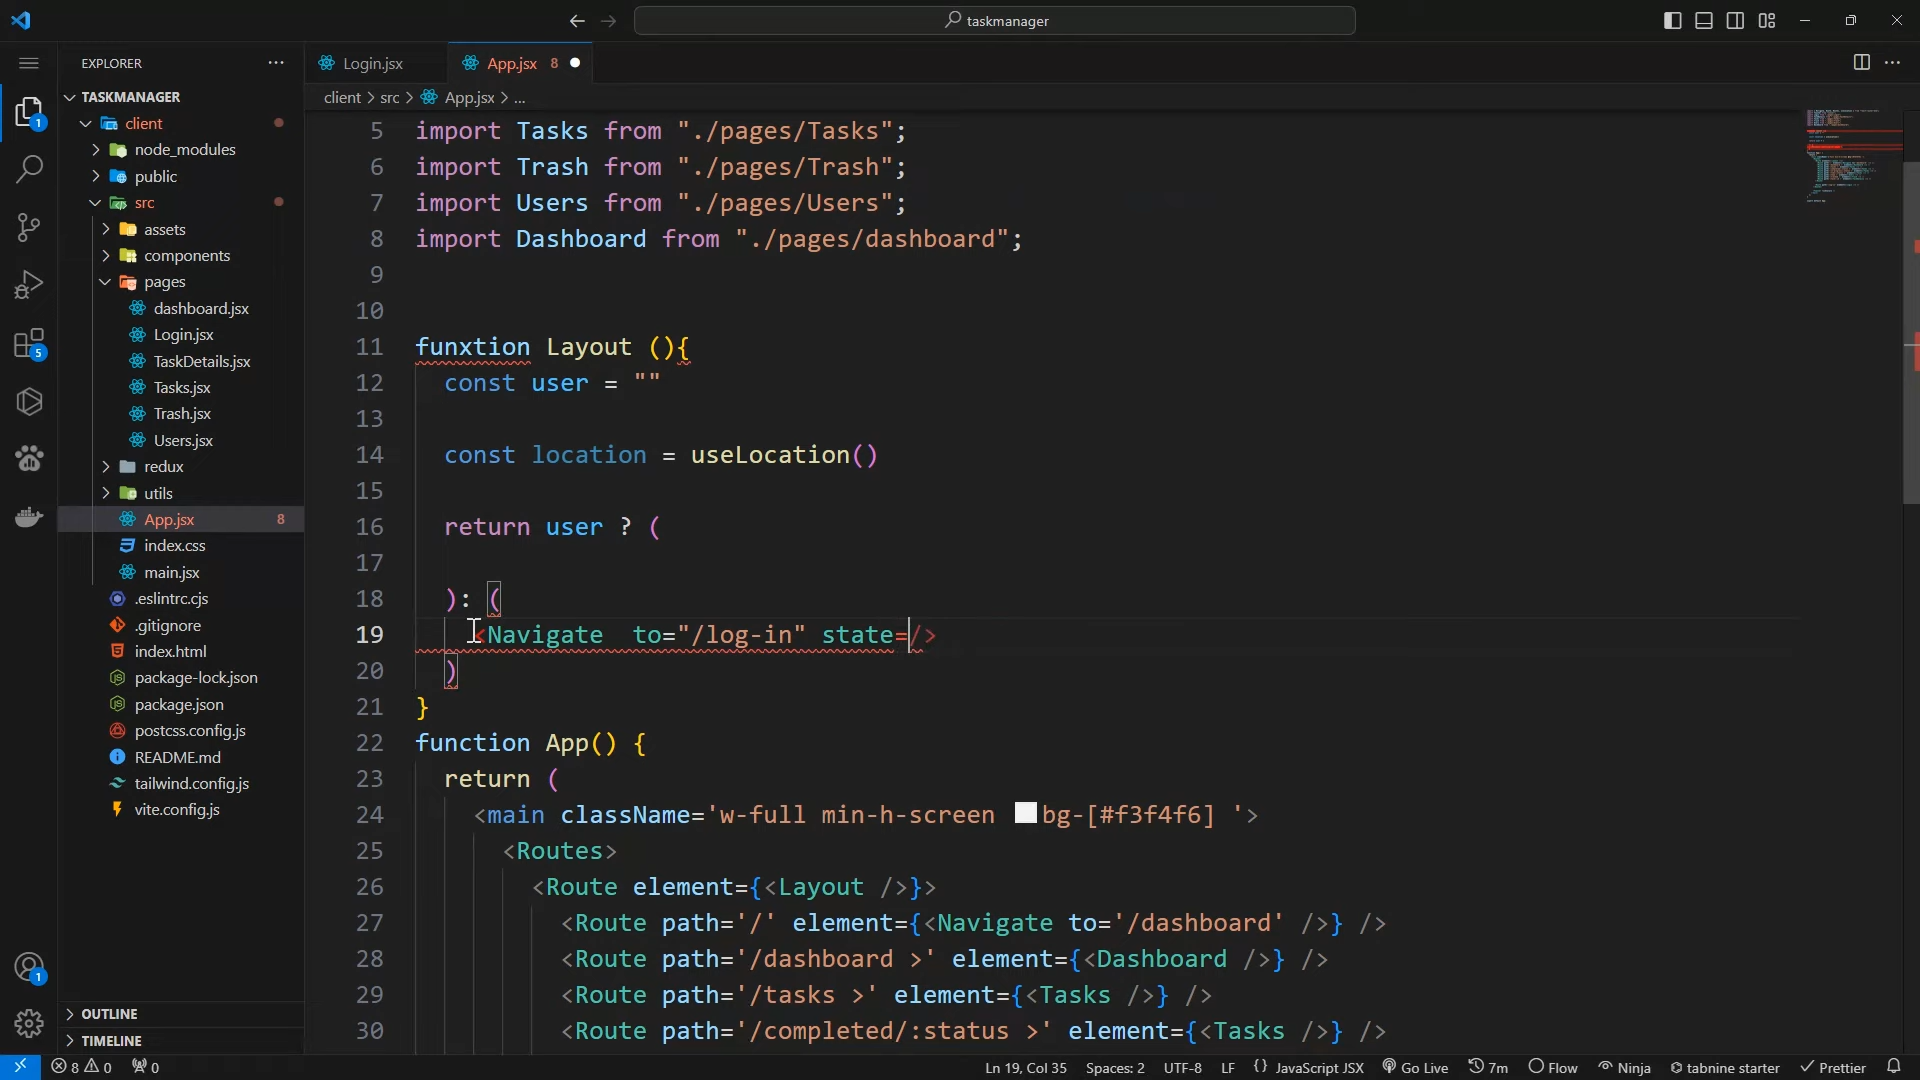 taskmanager
EXPLORER
TASKMANAGER
client
node_modules
public
src
assets
components
pages
dashboard.jsx
Login.jsx
TaskDetails.jsx
Tasks.jsx
Trash.jsx
Users.jsx
redux
utils
App.jsx 8
index.css
main.jsx
.eslintrc.cjs
.gitignore
index.html
package-lock.json
package.json
postcss.config.js
README.md
tailwind.config.js
vite.config.js
OUTLINE
TIMELINE
1
5
1
Login.jsx App.jsx 8
client > src > App.jsx > ...
5 import Tasks from "./pages/Tasks";
6 import Trash from "./pages/Trash";
7 import Users from "./pages/Users";
8 import Dashboard from "./pages/dashboard";
9
10
11 funxtion Layout (){
12 const user = ""
13
14 const location = useLocation()
15
16 return user ? (
17
18 ): (
19 <Navigate  to="/log-in" state=/>
20 )
21 }
22 function App() {
23 return (
24 <main className='w-full min-h-screen bg-[#f3f4f6] '>
25 <Routes>
26 <Route element={<Layout />}>
27 <Route path='/' element={<Navigate to='/dashboard' />} />
28 <Route path='/dashboard >' element={<Dashboard />} />
29 <Route path='/tasks >' element={<Tasks />} />
30 <Route path='/completed/:status >' element={<Tasks />} />
8 0 0 Ln 19, Col 35 Spaces: 2 UTF-8 LF {} JavaScript JSX Go Live 7m Flow Ninja tabnine starter Prettier